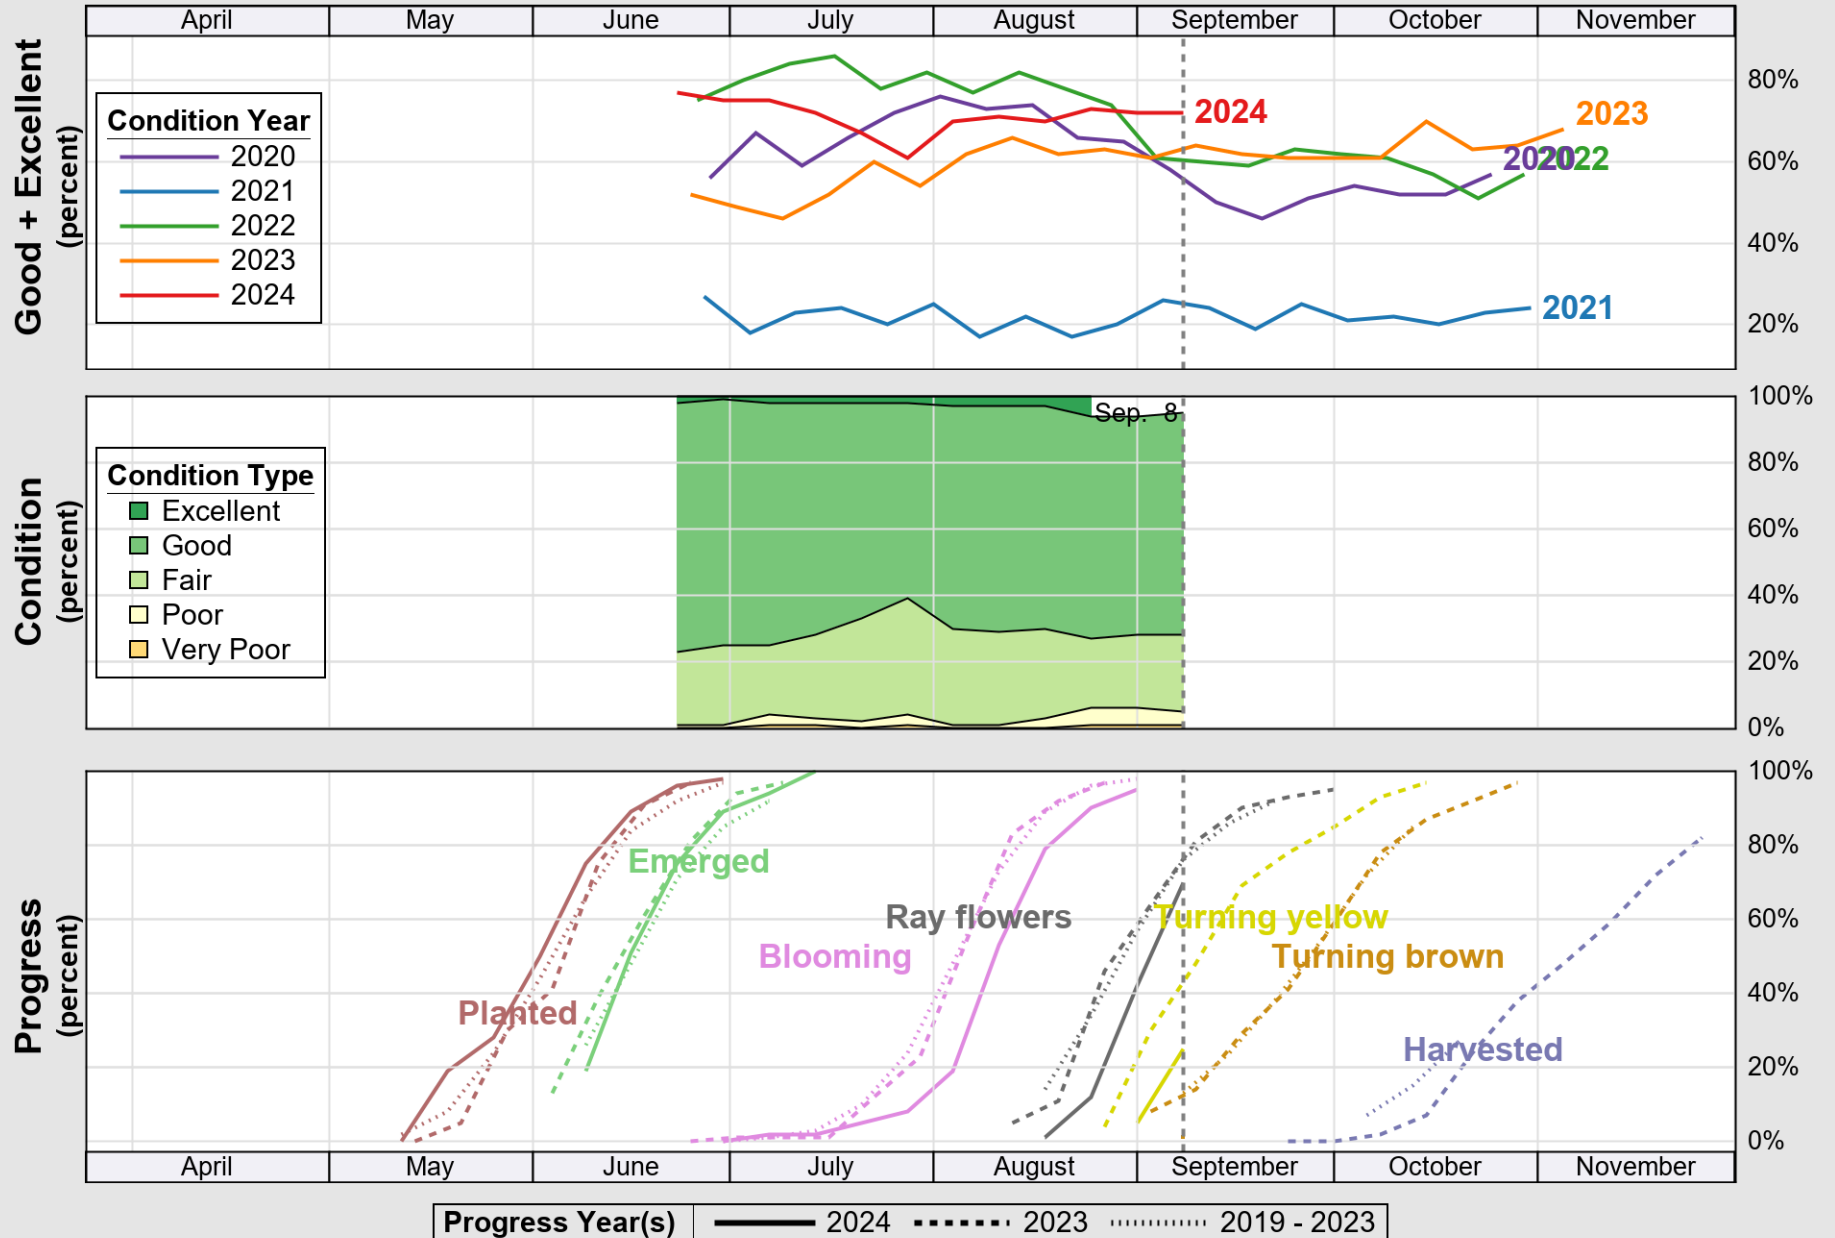 April May June July August September October November
Good + Excellent
(percent)
80%
60%
40%
20%
Condition Year
2020
2021
2022
2023
2024
2024
2023
2020
2022
2021
Condition
(percent)
100%
80%
60%
40%
20%
0%
Sep. 8
Condition Type
Excellent
Good
Fair
Poor
Very Poor
Progress
(percent)
100%
80%
60%
40%
20%
0%
Emerged
Ray flowers
Turning yellow
Blooming
Turning brown
Planted
Harvested
April May June July August September October November
Progress Year(s) 2024 2023 2019 - 2023